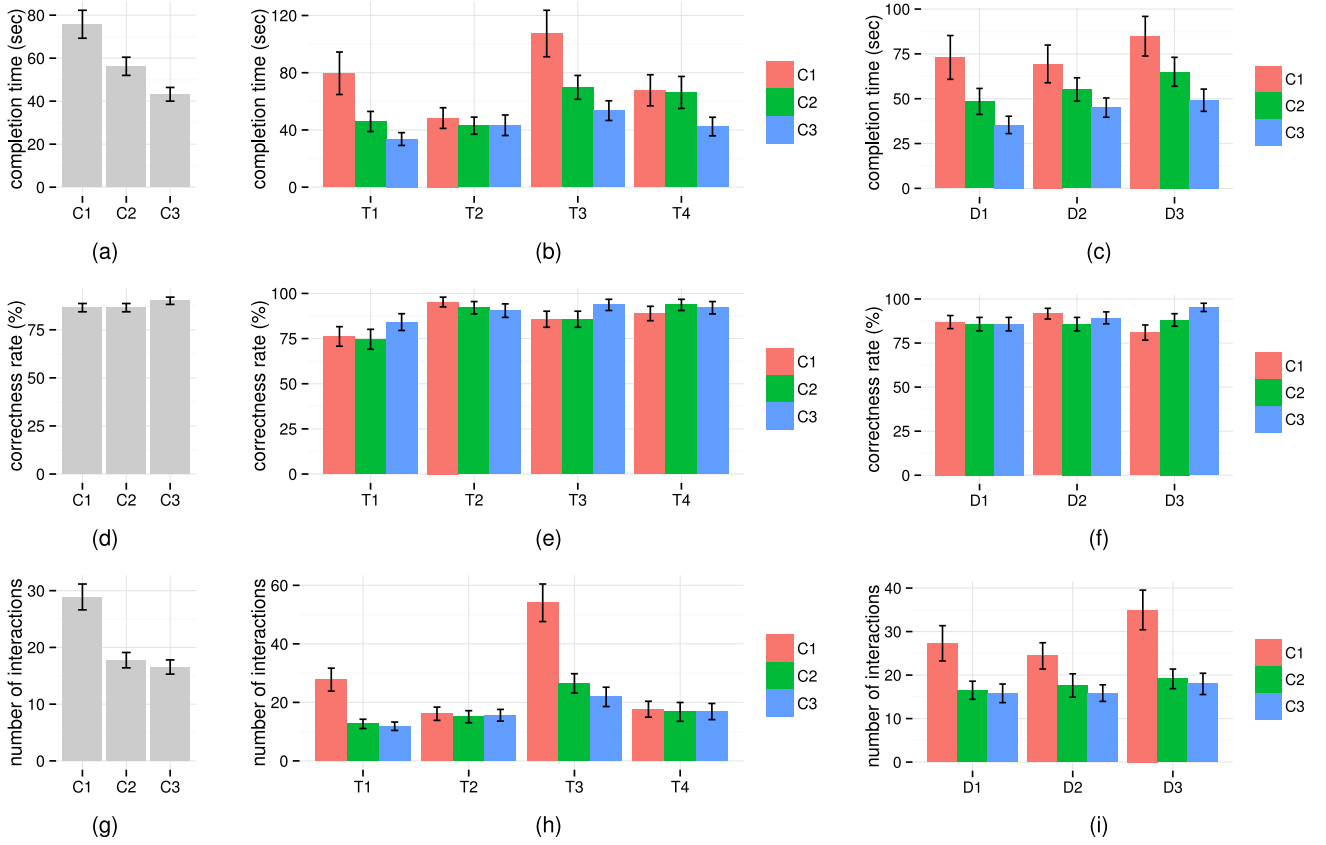 completion time (sec)
80
60
40
20
0
C1 C2 C3
(a)
completion time (sec)
120
80
40
0
T1 T2 T3 T4
C1
C2
C3
(b)
completion time (sec)
100
75
50
25
0
D1 D2 D3
C1
C2
C3
(c)
correctness rate (%)
75
50
25
0
C1 C2 C3
(d)
correctness rate (%)
100
75
50
25
0
T1 T2 T3 T4
C1
C2
C3
(e)
correctness rate (%)
100
75
50
25
0
D1 D2 D3
C1
C2
C3
(f)
number of interactions
30
20
10
0
C1 C2 C3
(g)
number of interactions
60
40
20
0
T1 T2 T3 T4
C1
C2
C3
(h)
number of interactions
40
30
20
10
0
D1 D2 D3
C1
C2
C3
(i)